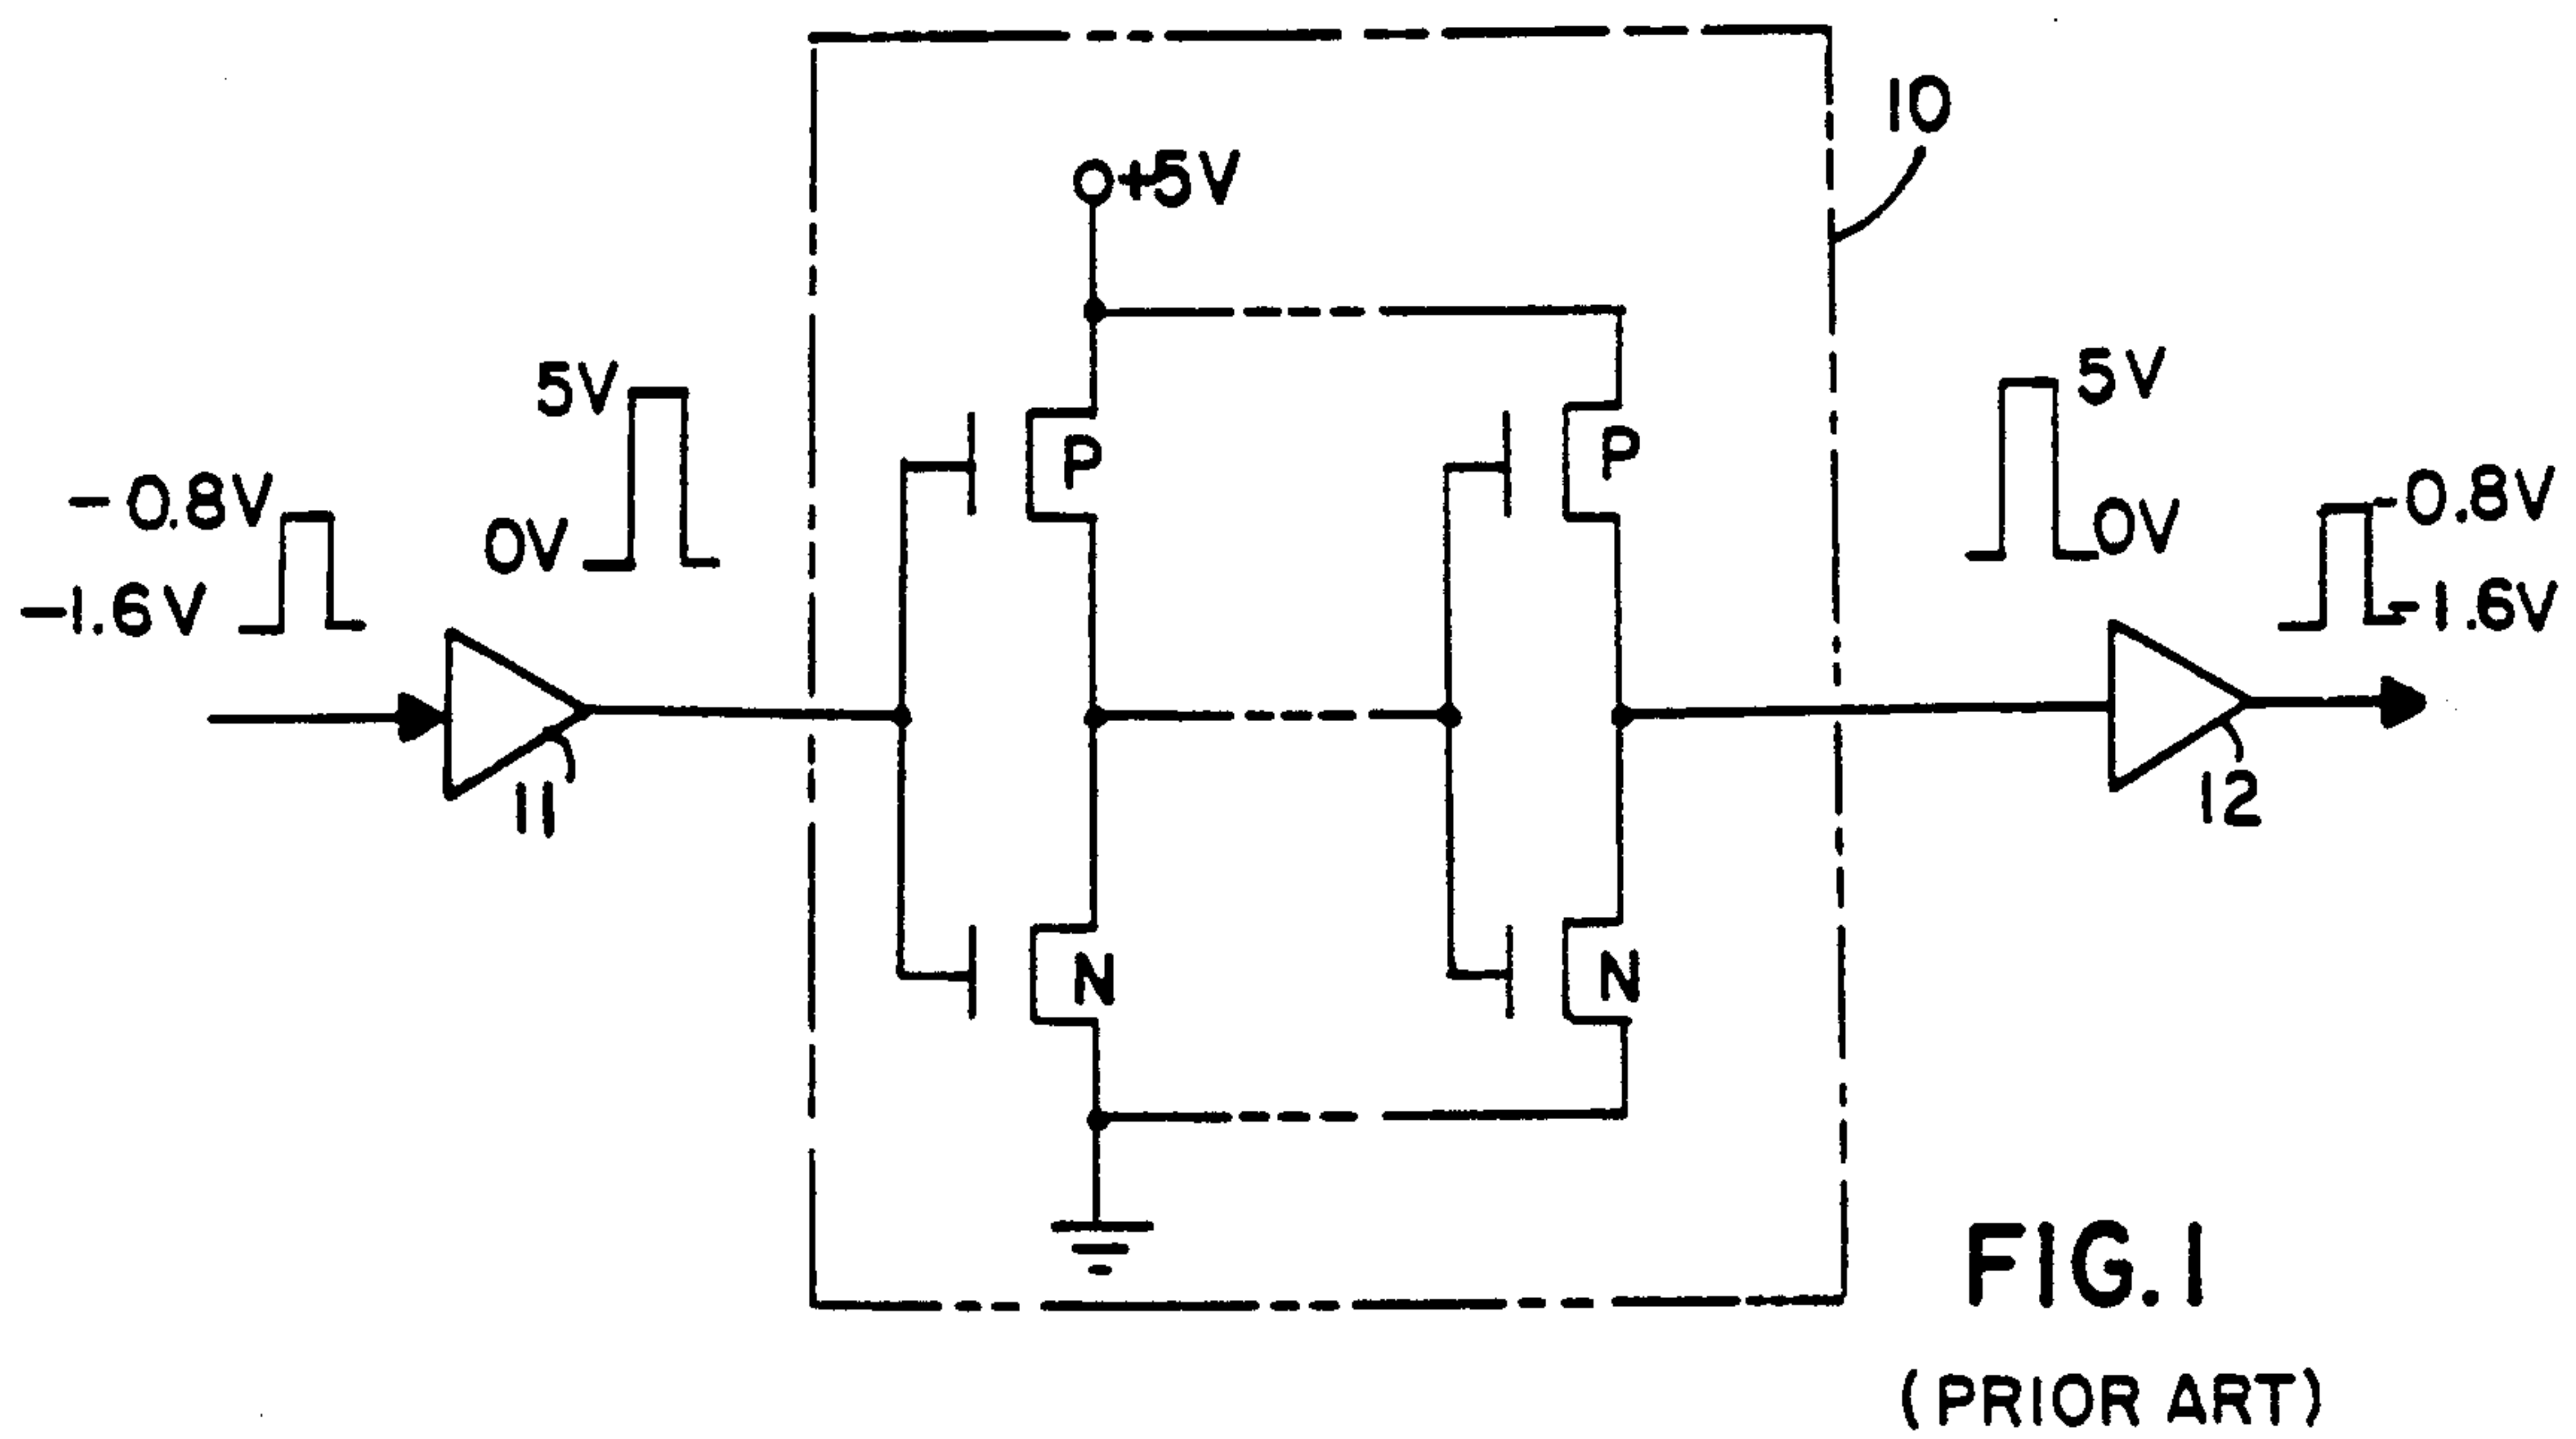 10
+5V
5V
5V
P
P
-0.8V
-0.8V
0V
0V
-1.6V
-1.6V
11
12
N
N
FIG. 1
(PRIOR ART)